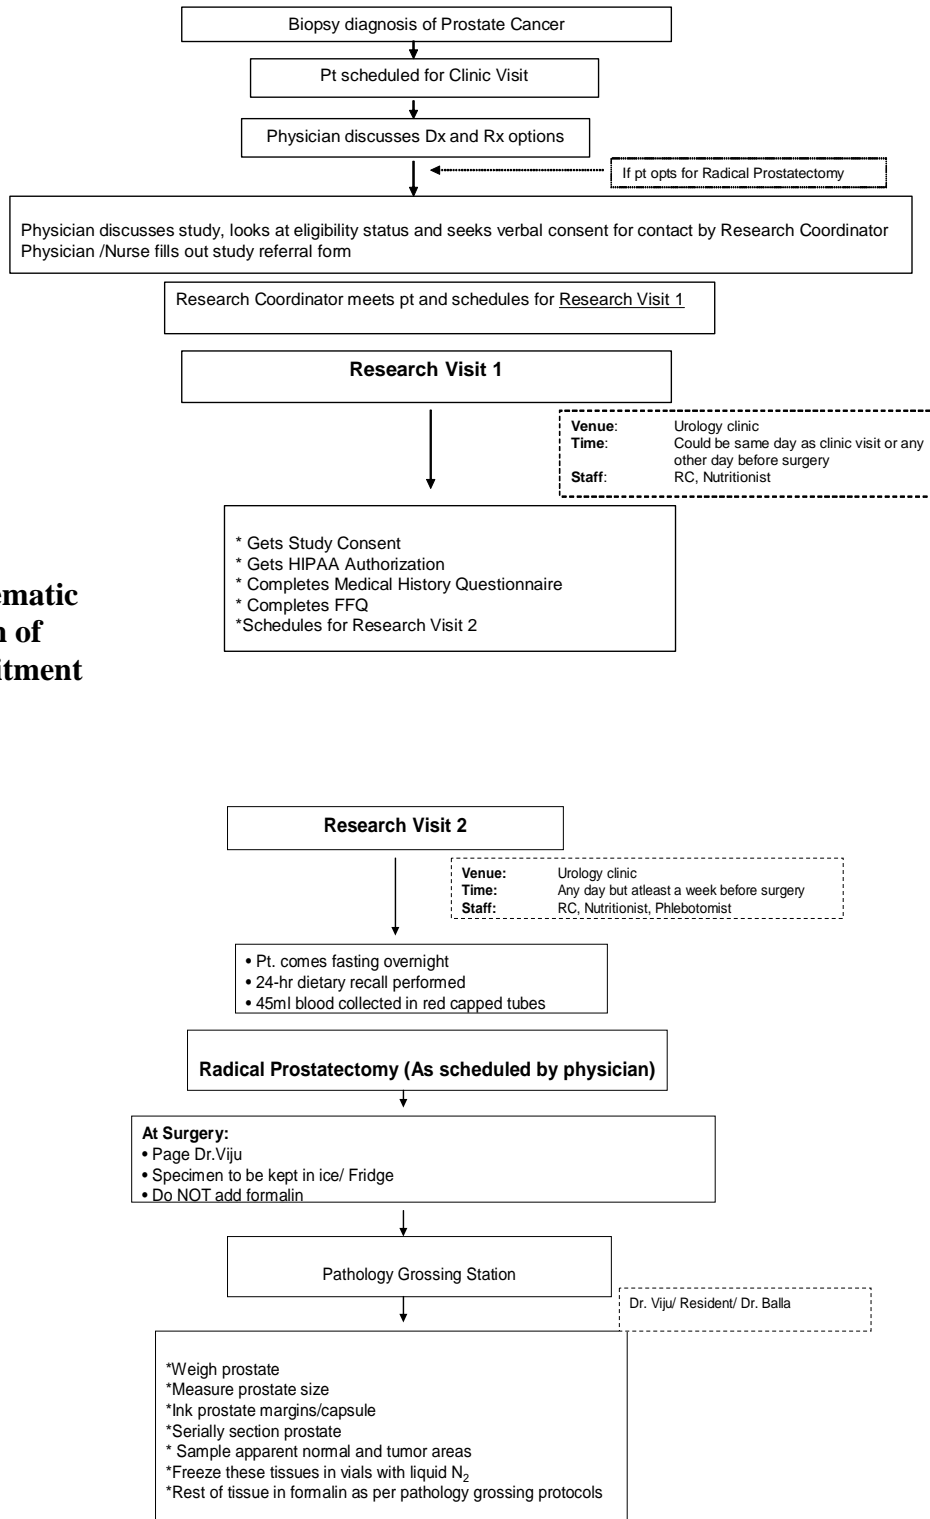 Biopsy diagnosis of Prostate Cancer
Pt scheduled for Clinic Visit
Physician discusses Dx and Rx options
If pt opts for Radical Prostatectomy
Physician discusses study, looks at eligibility status and seeks verbal consent for contact by Research Coordinator
Physician /Nurse fills out study referral form
Research Coordinator meets pt and schedules for Research Visit 1
Research Visit 1
Venue: Urology clinic
Time: Could be same day as clinic visit or any
other day before surgery
Staff: RC, Nutritionist
* Gets Study Consent
* Gets HIPAA Authorization
* Completes Medical History Questionnaire
* Completes FFQ
*Schedules for Research Visit 2
ematic
n of
itment
Research Visit 2
Venue: Urology clinic
Time: Any day but atleast a week before surgery
Staff: RC, Nutritionist, Phlebotomist
• Pt. comes fasting overnight
• 24-hr dietary recall performed
• 45ml blood collected in red capped tubes
Radical Prostatectomy (As scheduled by physician)
At Surgery:
• Page Dr.Viju
• Specimen to be kept in ice/ Fridge
• Do NOT add formalin
Pathology Grossing Station
Dr. Viju/ Resident/ Dr. Balla
*Weigh prostate
*Measure prostate size
*Ink prostate margins/capsule
*Serially section prostate
* Sample apparent normal and tumor areas
*Freeze these tissues in vials with liquid N₂
*Rest of tissue in formalin as per pathology grossing protocols